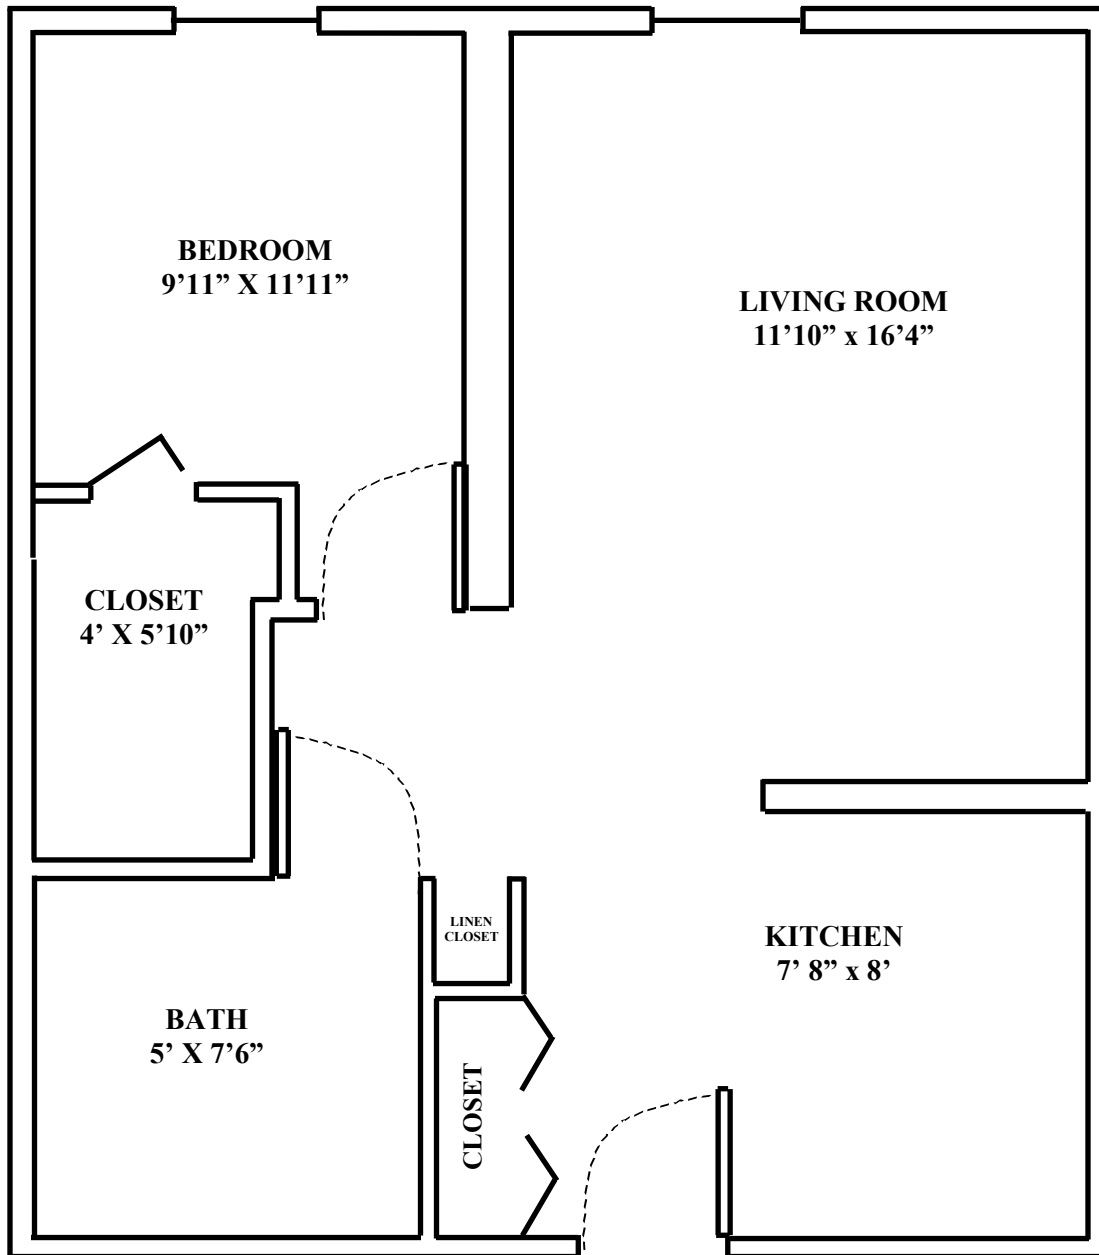 BEDROOM
9’11” X 11’11”
LIVING ROOM
11’10” x 16’4”
CLOSET
4’ X 5’10”
LINEN
CLOSET
KITCHEN
7’ 8” x 8’
BATH
5’ X 7’6”
CLOSET